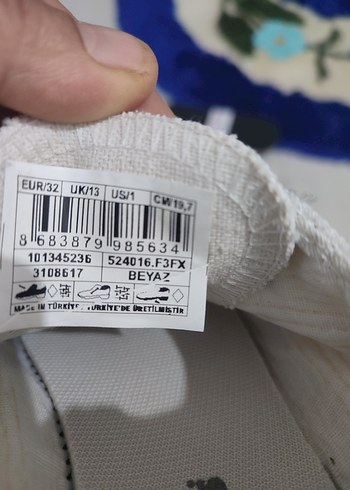 EUR/32 UK/13 US/1 CM/19,7
8 683879 985634
101345236 524016.F3FX
3108617 BEYAZ
MADE IN TÜRKİYE. TÜRKİYE'DE ÜRETİLMİŞTİR